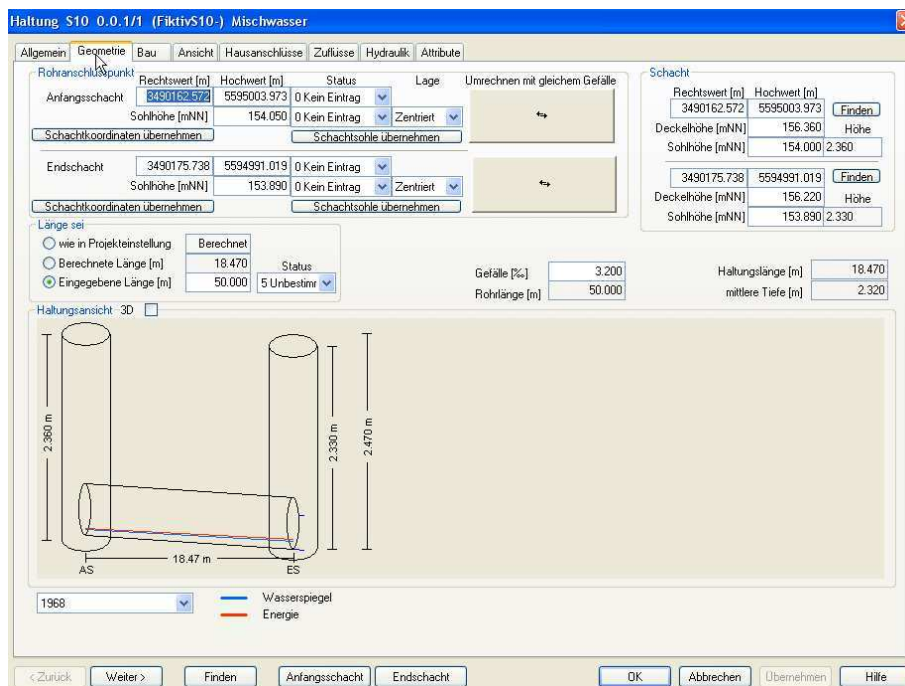 Haltung S10 0.0.1/1 (FiktivS10-) Mischwasser
Allgemein Geometrie Bau Ansicht Hausanschlüsse Zuflüsse Hydraulik Attribute
Rohranschlusspunkt
Rechtswert [m] Hochwert [m] Status Lage Umrechnen mit gleichem Gefälle
Anfangsschacht 3490162.572 5595003.973 0 Kein Eintrag
Sohlhöhe [mNN] 154.050 0 Kein Eintrag Zentriert
Schachtkoordinaten übernehmen Schachtsohle übernehmen
Endschacht 3490175.738 5594991.019 0 Kein Eintrag
Sohlhöhe [mNN] 153.890 0 Kein Eintrag Zentriert
Schachtkoordinaten übernehmen Schachtsohle übernehmen
Schacht
Rechtswert [m] Hochwert [m]
3490162.572 5595003.973 Finden
Deckelhöhe [mNN] 156.360 Höhe
Sohlhöhe [mNN] 154.000 2.360
3490175.738 5594991.019 Finden
Deckelhöhe [mNN] 156.220 Höhe
Sohlhöhe [mNN] 153.890 2.330
Länge sei
wie in Projekteinstellung Berechnet
Berechnete Länge [m] 18.470 Status
Eingegebene Länge [m] 50.000 5 Unbestimr
Gefälle [‰] 3.200
Rohrlänge [m] 50.000
Haltungslänge [m] 18.470
mittlere Tiefe [m] 2.320
Haltungsansicht 3D
2.360 m
2.330 m
2.470 m
18.47 m
AS ES
1968
Wasserspiegel
Energie
< Zurück Weiter > Finden Anfangsschacht Endschacht OK Abbrechen Übernehmen Hilfe